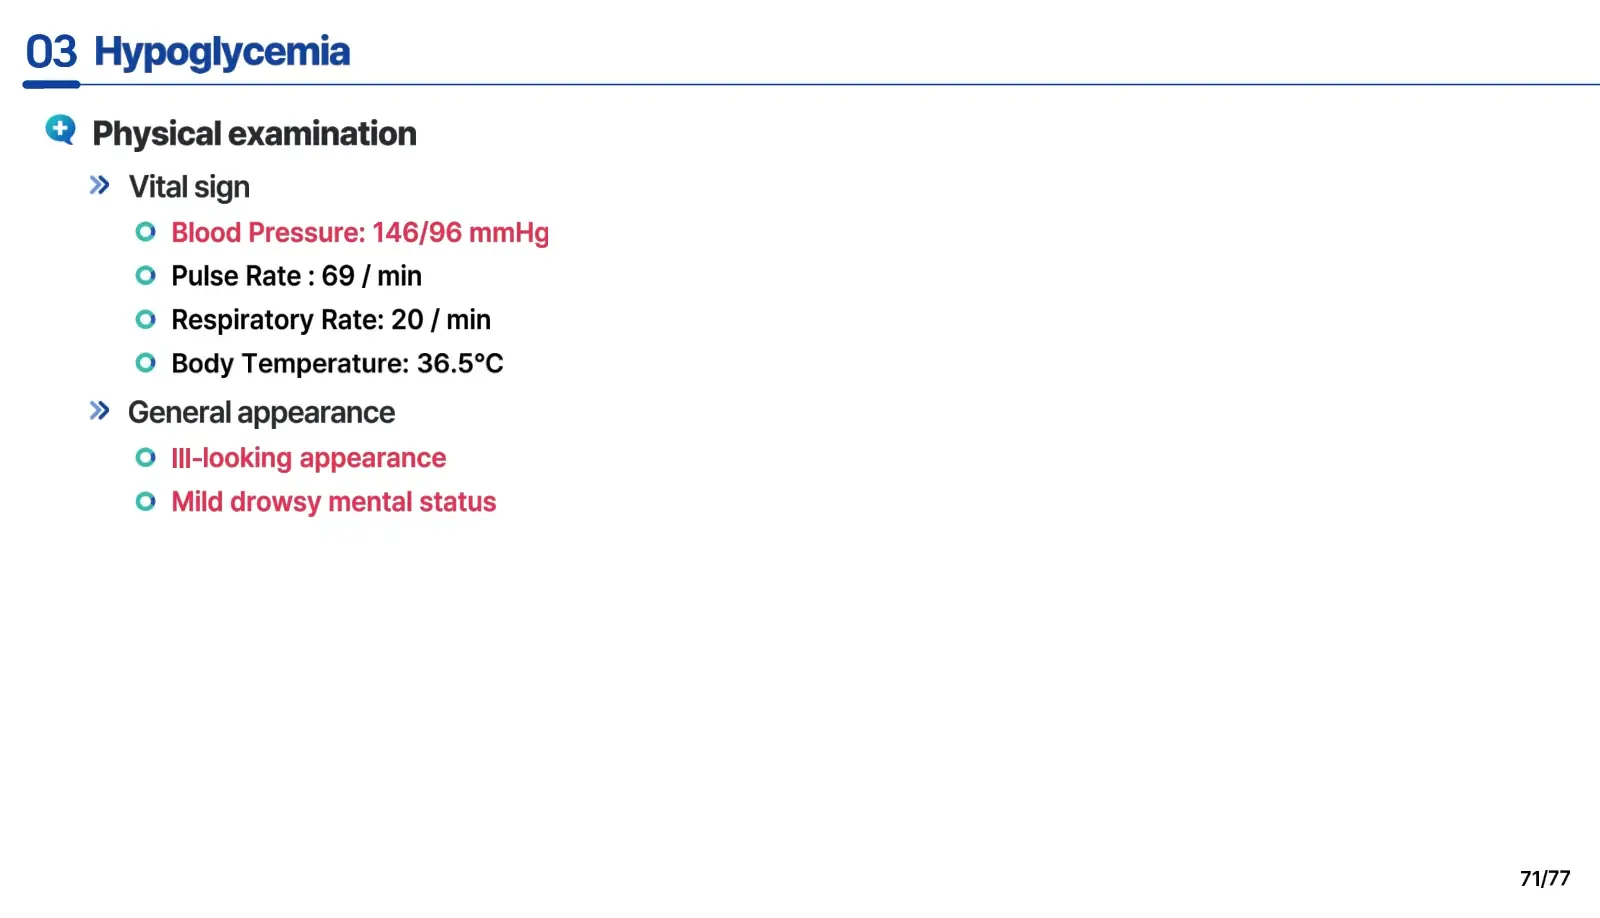 03 Hypoglycemia
Physical examination
Vital sign
Blood Pressure: 146/96 mmHg
Pulse Rate : 69 / min
Respiratory Rate: 20 / min
Body Temperature: 36.5°C
General appearance
Ill-looking appearance
Mild drowsy mental status
71/77